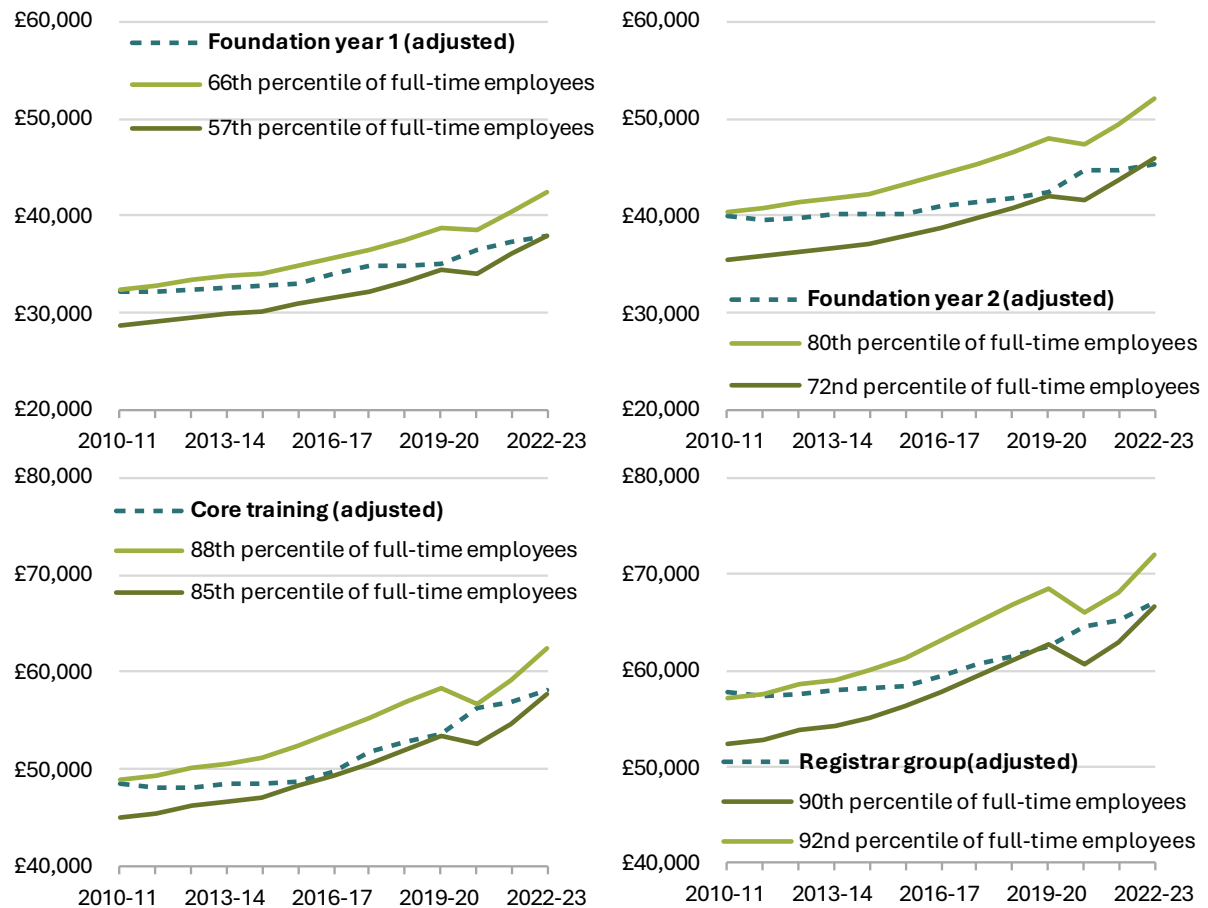 £60,000
Foundation year 1 (adjusted)
66th percentile of full-time employees
£50,000
57th percentile of full-time employees
£40,000
£30,000
£20,000
2010-11 2013-14 2016-17 2019-20 2022-23
£60,000
£50,000
£40,000
£30,000
Foundation year 2 (adjusted)
80th percentile of full-time employees
72nd percentile of full-time employees
£20,000
2010-11 2013-14 2016-17 2019-20 2022-23
£80,000
Core training (adjusted)
88th percentile of full-time employees
£70,000
85th percentile of full-time employees
£60,000
£50,000
£40,000
2010-11 2013-14 2016-17 2019-20 2022-23
£80,000
£70,000
£60,000
£50,000
Registrar group(adjusted)
90th percentile of full-time employees
92nd percentile of full-time employees
£40,000
2010-11 2013-14 2016-17 2019-20 2022-23